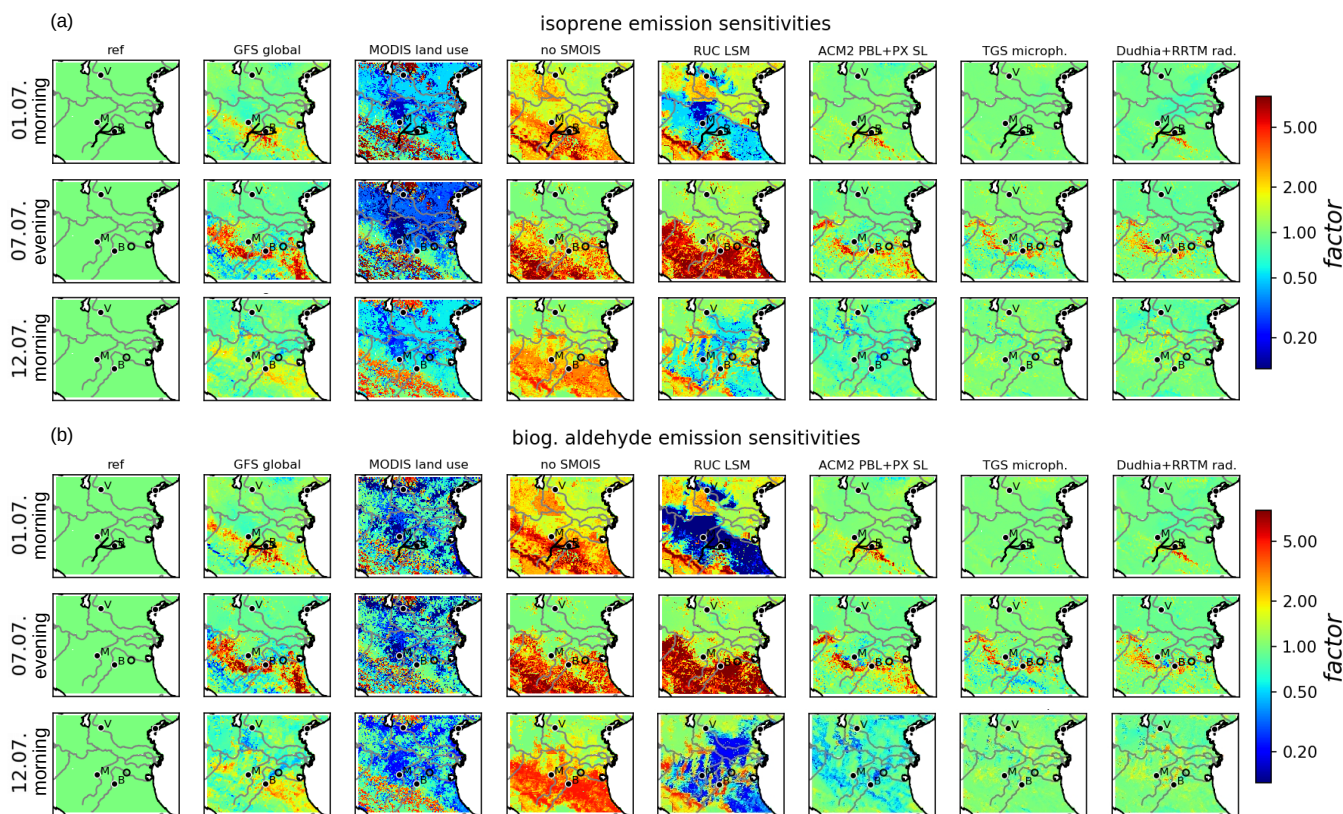 (a)
isoprene emission sensitivities
ref GFS global MODIS land use no SMOIS RUC LSM ACM2 PBL+PX SL TGS microph. Dudhia+RRTM rad.
01.07. morning
V V V V V V V V
M M M M M M M M
B B B B B B B B
07.07. evening
V V V V V V V V
M M M M M M M M
B B B B B B B B
12.07. morning
V V V V V V V V
M M M M M M M M
B B B B B B B B
5.00
2.00
1.00
0.50
0.20
factor
(b)
biog. aldehyde emission sensitivities
ref GFS global MODIS land use no SMOIS RUC LSM ACM2 PBL+PX SL TGS microph. Dudhia+RRTM rad.
01.07. morning
V V V V V V V V
M M M M M M M M
B B B B B B B B
07.07. evening
V V V V V V V V
M M M M M M M M
B B B B B B B B
12.07. morning
V V V V V V V V
M M M M M M M M
B B B B B B B B
5.00
2.00
1.00
0.50
0.20
factor